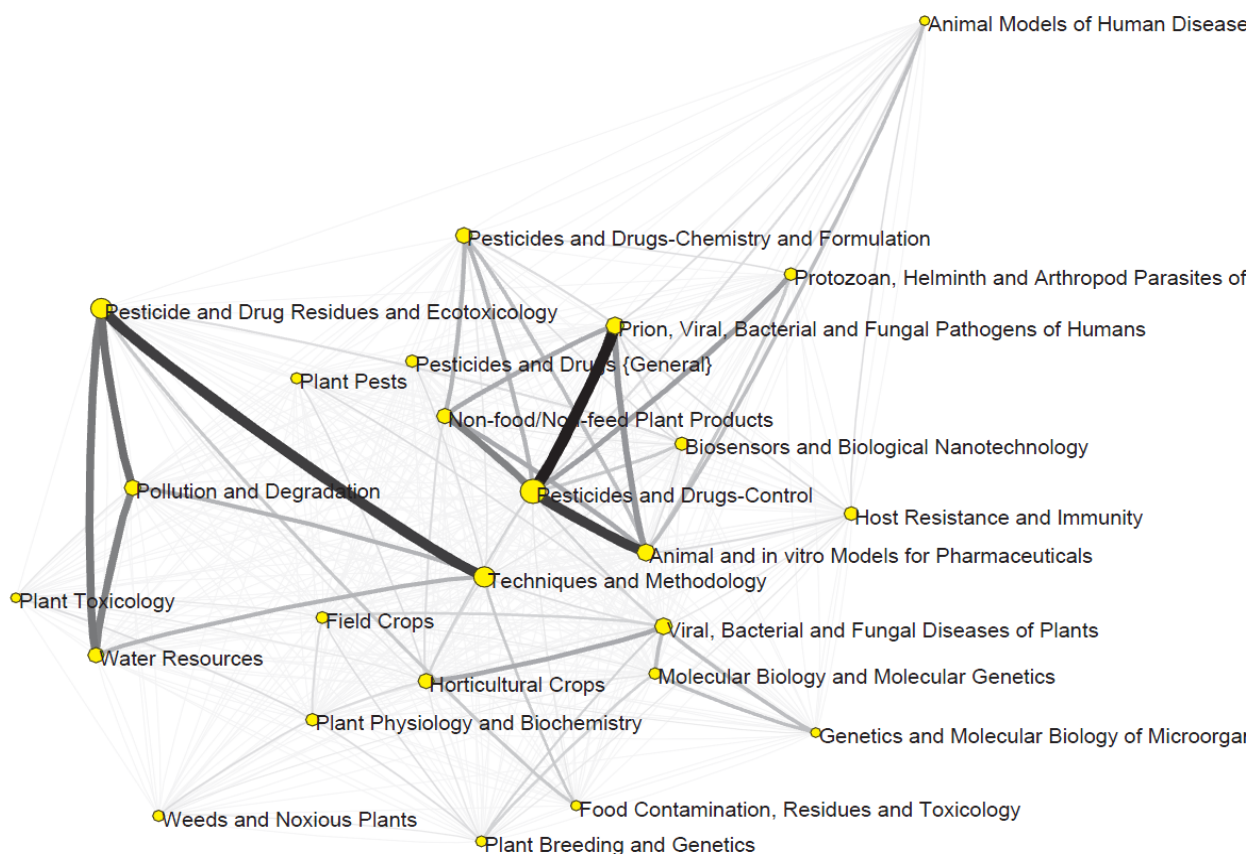 Animal Models of Human Disease
Pesticides and Drugs-Chemistry and Formulation
Protozoan, Helminth and Arthropod Parasites of
Pesticide and Drug Residues and Ecotoxicology
Prion, Viral, Bacterial and Fungal Pathogens of Humans
Pesticides and Drugs {General}
Plant Pests
Non-food/Non-feed Plant Products
Biosensors and Biological Nanotechnology
Pollution and Degradation
Pesticides and Drugs-Control
Host Resistance and Immunity
Animal and in vitro Models for Pharmaceuticals
Techniques and Methodology
Plant Toxicology
Field Crops
Viral, Bacterial and Fungal Diseases of Plants
Water Resources
Molecular Biology and Molecular Genetics
Horticultural Crops
Plant Physiology and Biochemistry
Genetics and Molecular Biology of Microorgan
Food Contamination, Residues and Toxicology
Weeds and Noxious Plants
Plant Breeding and Genetics